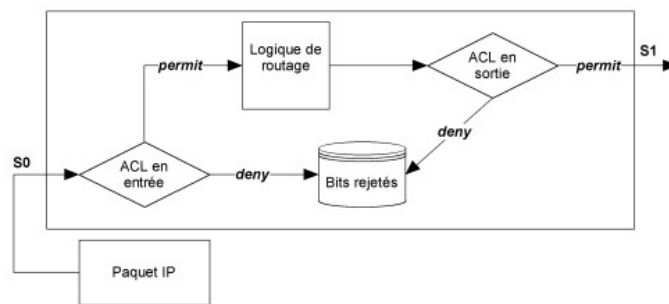 Logique de
routage
permit
ACL en
sortie
permit
S1
deny
S0
ACL en
entrée
deny
Bits rejetés
Paquet IP